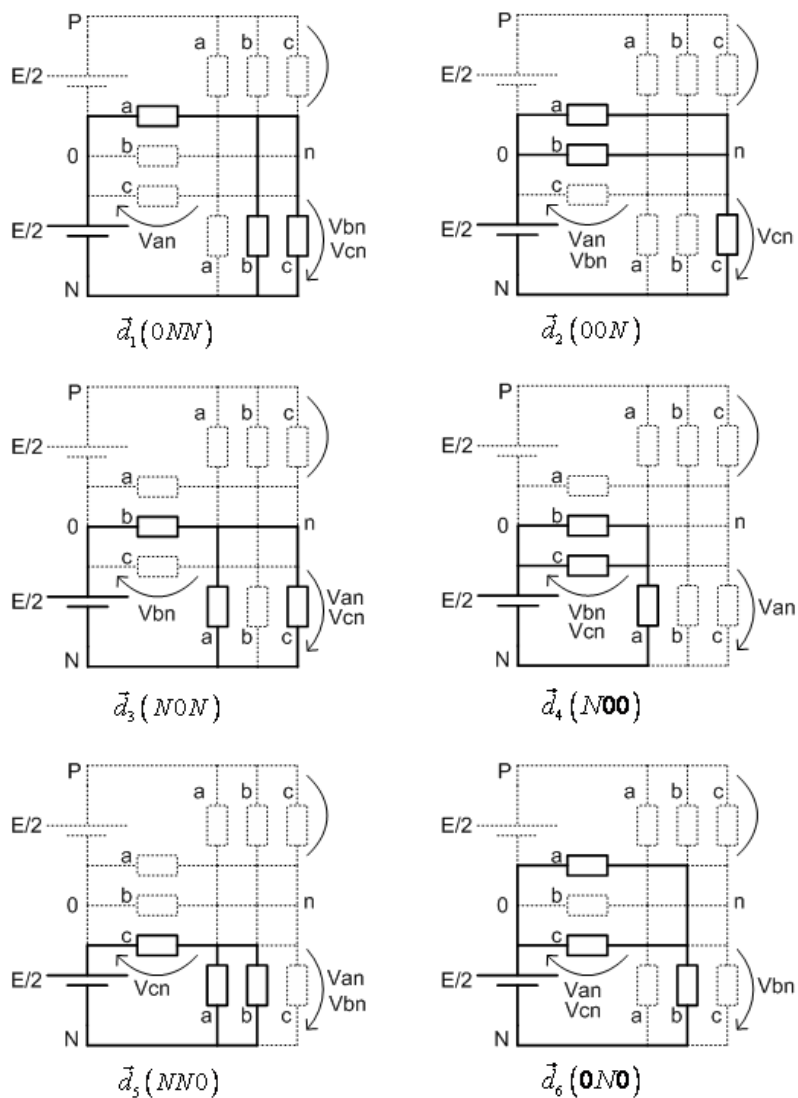 P a b c P a b c
E/2 E/2
a a
0 b n 0 b n
c c
E/2 Van Vbn E/2 Van Vcn
Vcn Vbn
N a b c N a b c
d⃗₁(0NN) d⃗₂(00N)
P a b c P a b c
E/2 E/2
a a
0 b n 0 b n
c c
E/2 Vbn Van E/2 Vbn Van
Vcn Vcn
N a b c N a b c
d⃗₃(N0N) d⃗₄(N00)
P a b c P a b c
E/2 E/2
a a
0 b n 0 b n
c c
E/2 Vcn Van E/2 Van Vbn
Vbn Vcn
N a b c N a b c
d⃗₅(NN0) d⃗₆(0N0)